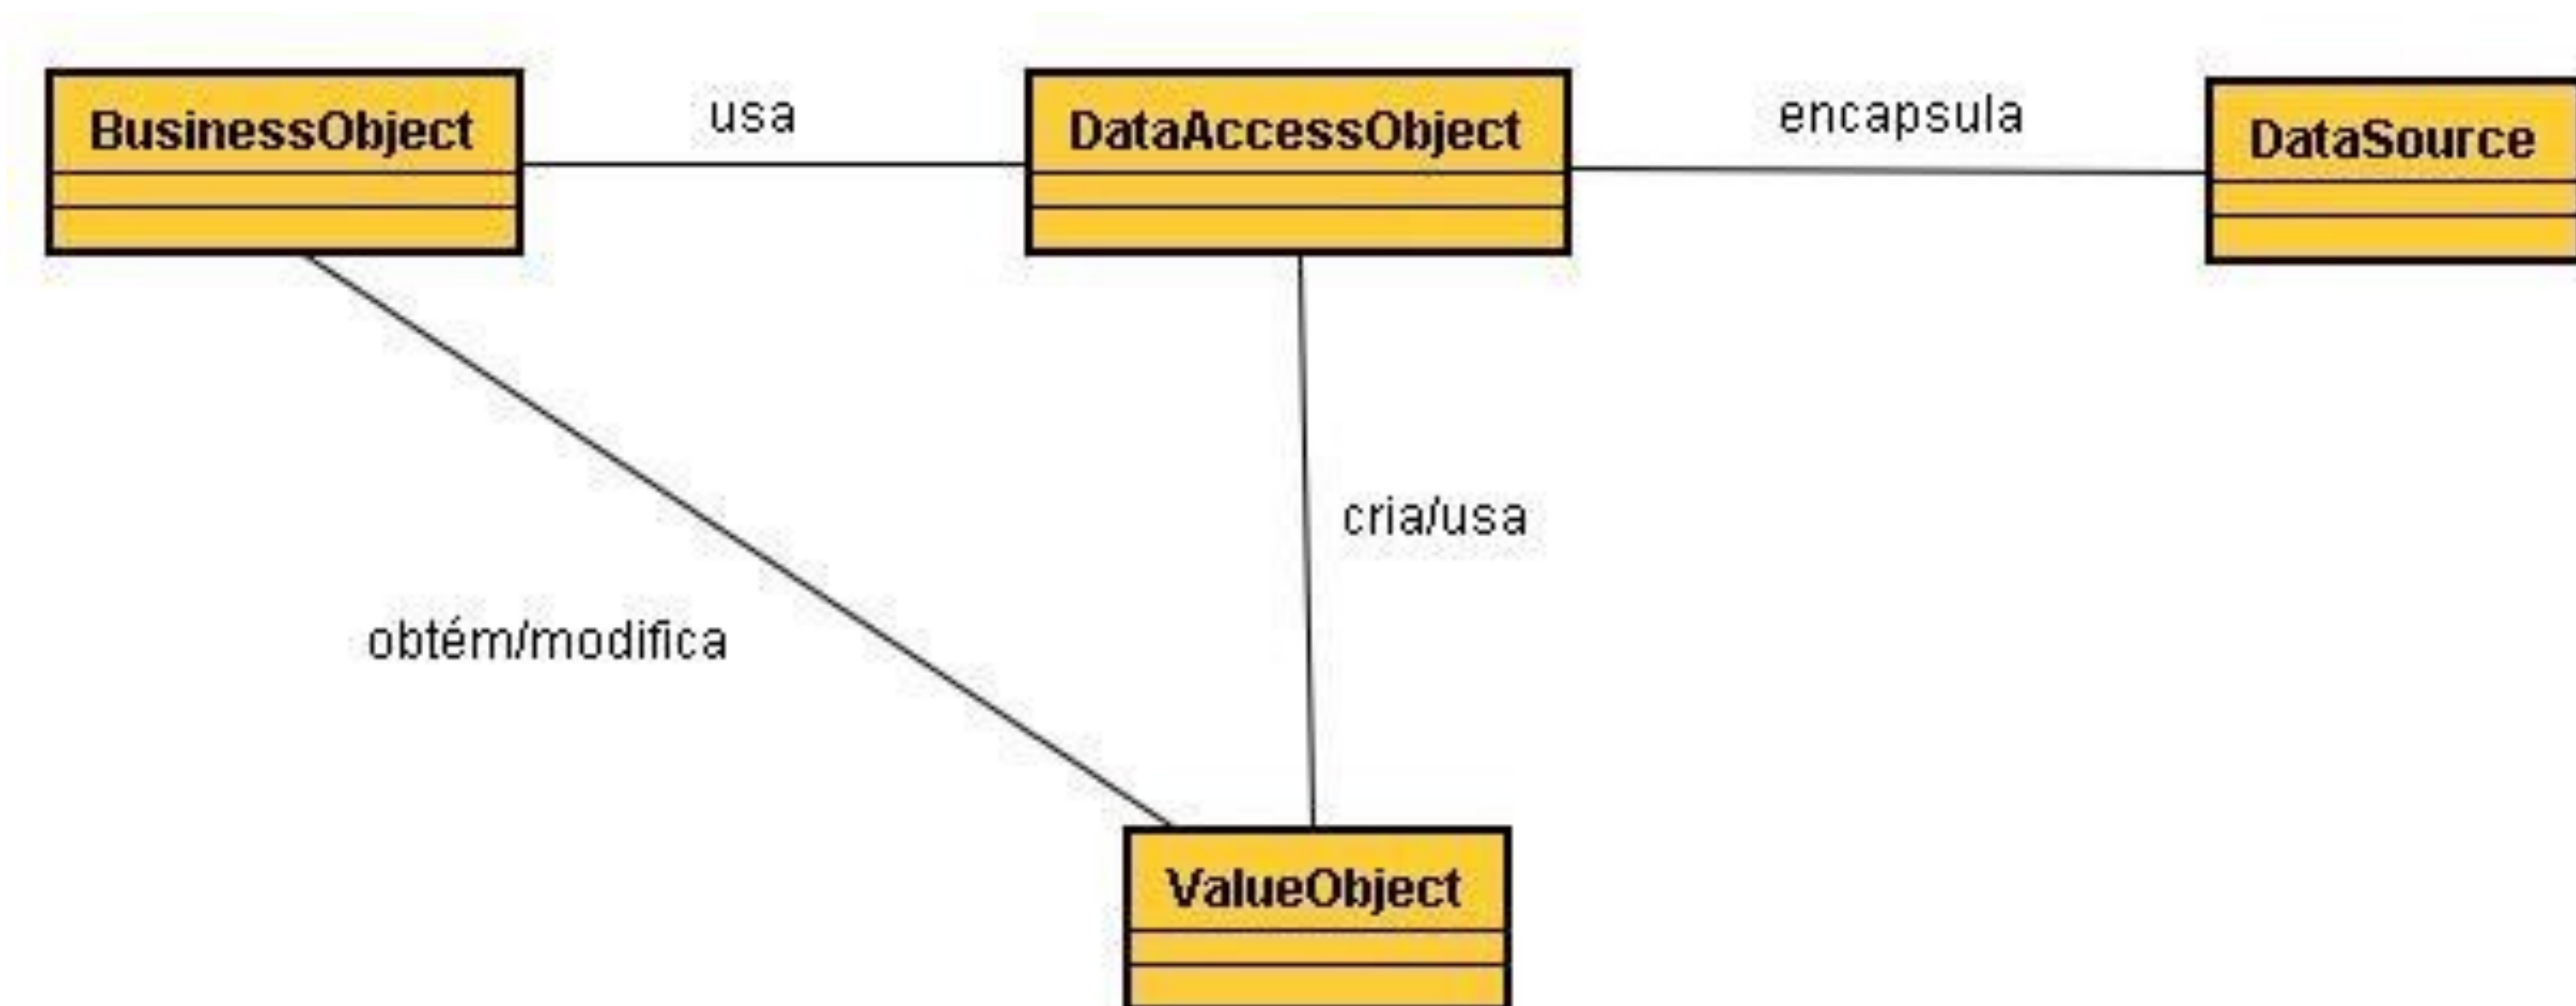 BusinessObject
usa
DataAccessObject
encapsula
DataSource
cria/usa
obtém/modifica
ValueObject